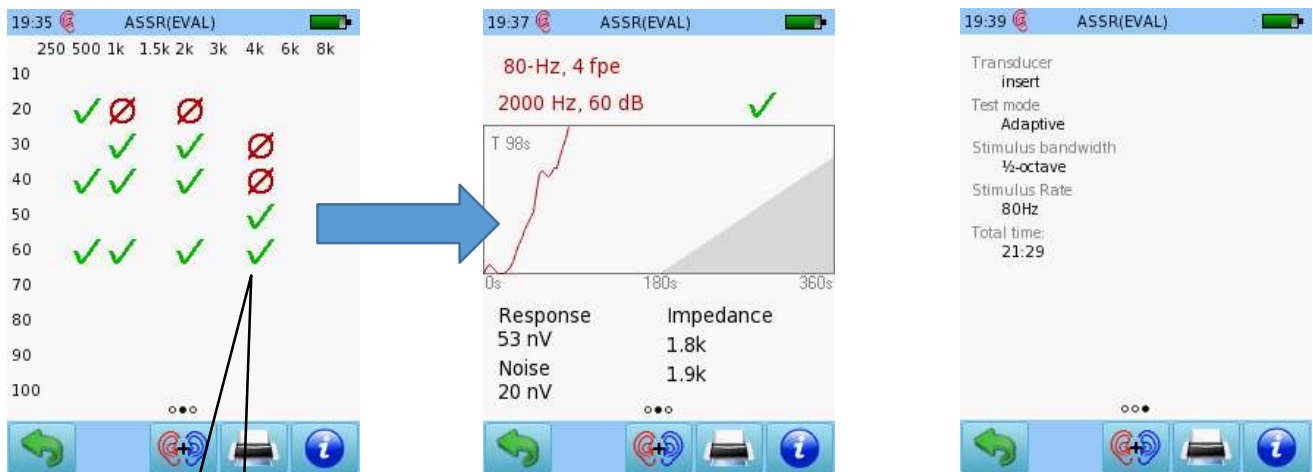 19:35 ASSR(EVAL)
250 500 1k 1.5k 2k 3k 4k 6k 8k
10
20
30
40
50
60
70
80
90
100
19:37 ASSR(EVAL)
80-Hz, 4 fpe
2000 Hz, 60 dB
T 98s
0s 180s 360s
Response Impedance
53 nV 1.8k
Noise 1.9k
20 nV
19:39 ASSR(EVAL)
Transducer
insert
Test mode
Adaptive
Stimulus bandwidth
½-octave
Stimulus Rate
80Hz
Total time:
21:29